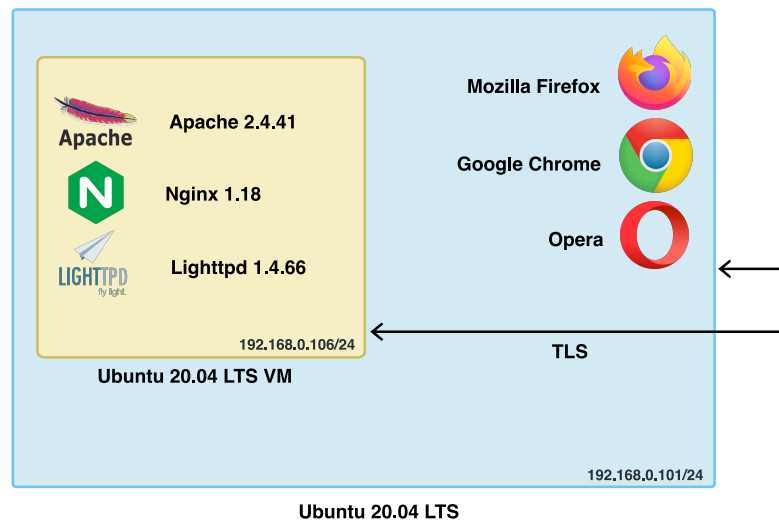 Apache
Apache 2.4.41
N
Nginx 1.18
LIGHTTPD
fly light.
Lighttpd 1.4.66
192.168.0.106/24
Ubuntu 20.04 LTS VM
Mozilla Firefox
Google Chrome
Opera
TLS
192.168.0.101/24
Ubuntu 20.04 LTS